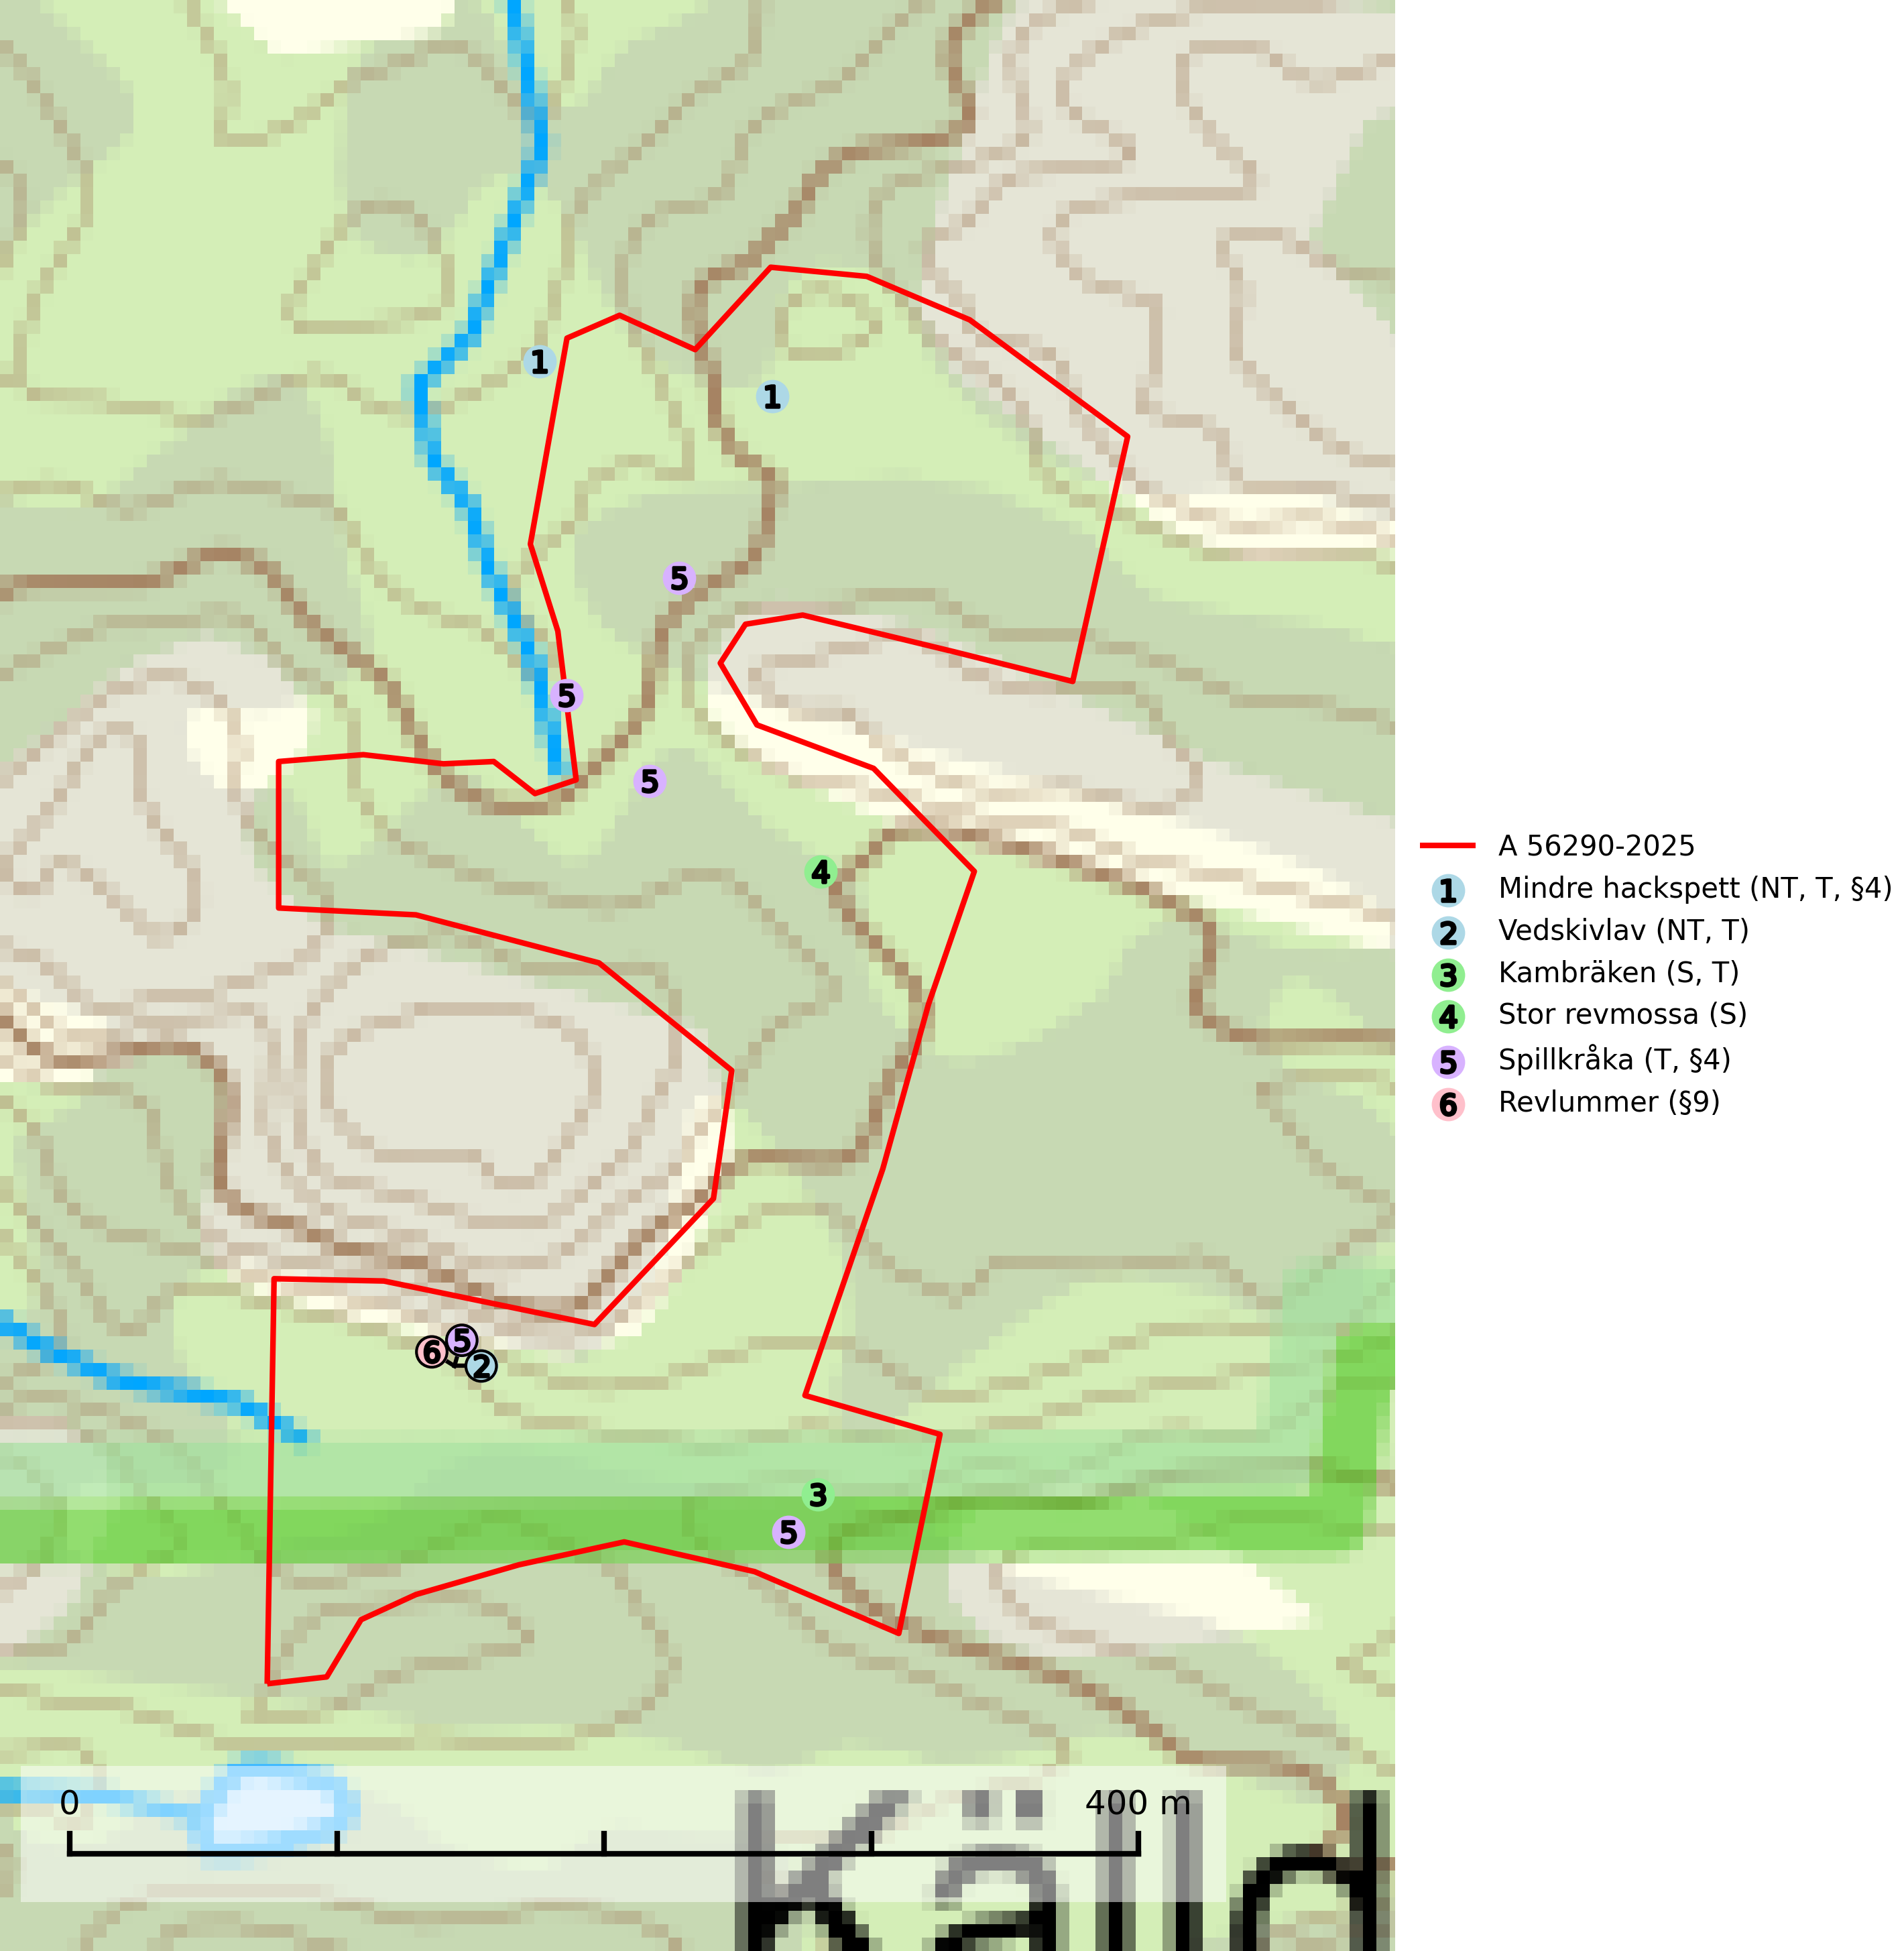 1
1
5
5
5
4
5
6
2
3
5
A 56290-2025
1 Mindre hackspett (NT, T, §4)
2 Vedskivlav (NT, T)
3 Kambräken (S, T)
4 Stor revmossa (S)
5 Spillkråka (T, §4)
6 Revlummer (§9)
0 400 m